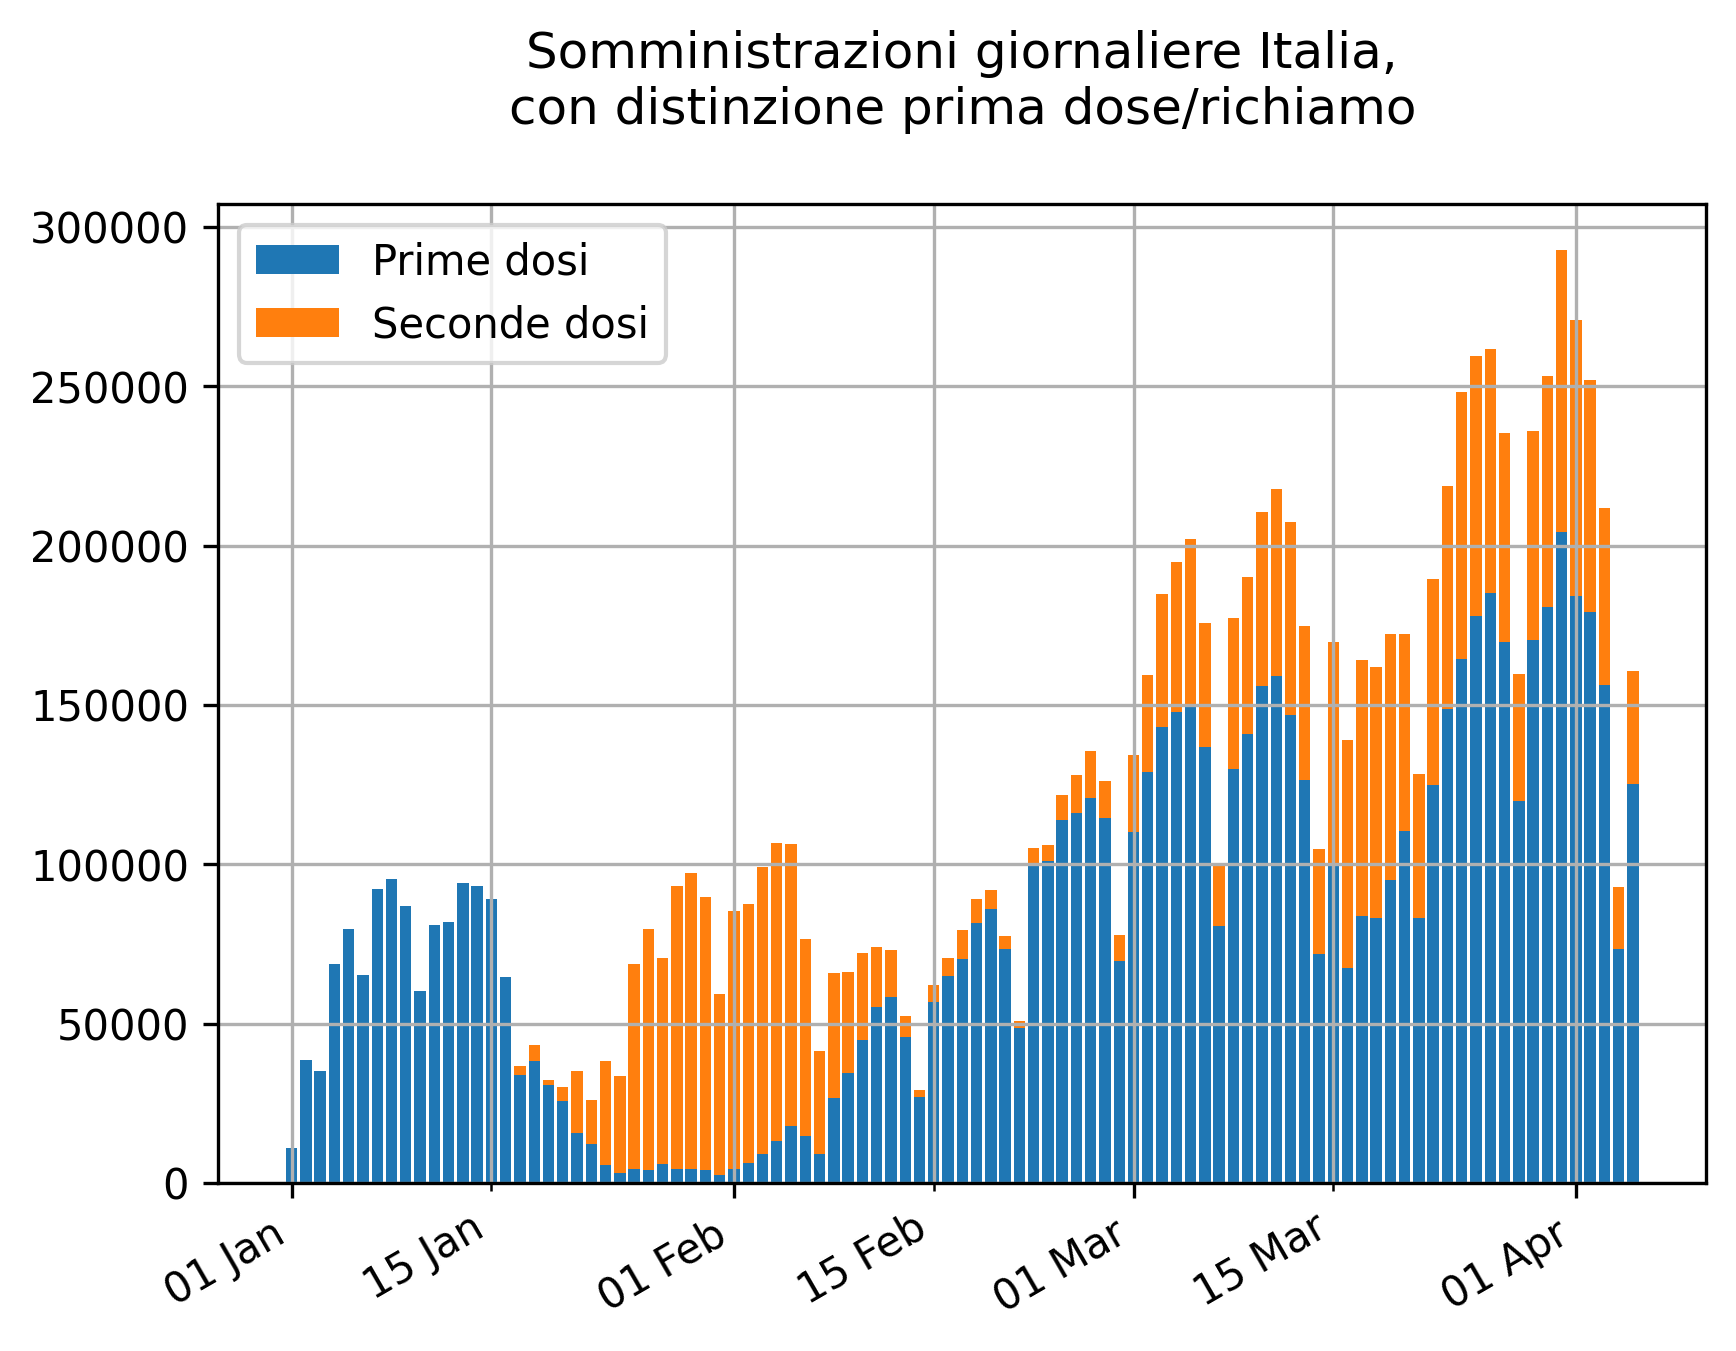 Somministrazioni giornaliere Italia,
con distinzione prima dose/richiamo
300000
250000
200000
150000
100000
50000
0
Prime dosi
Seconde dosi
01 Jan
15 Jan
01 Feb
15 Feb
01 Mar
15 Mar
01 Apr